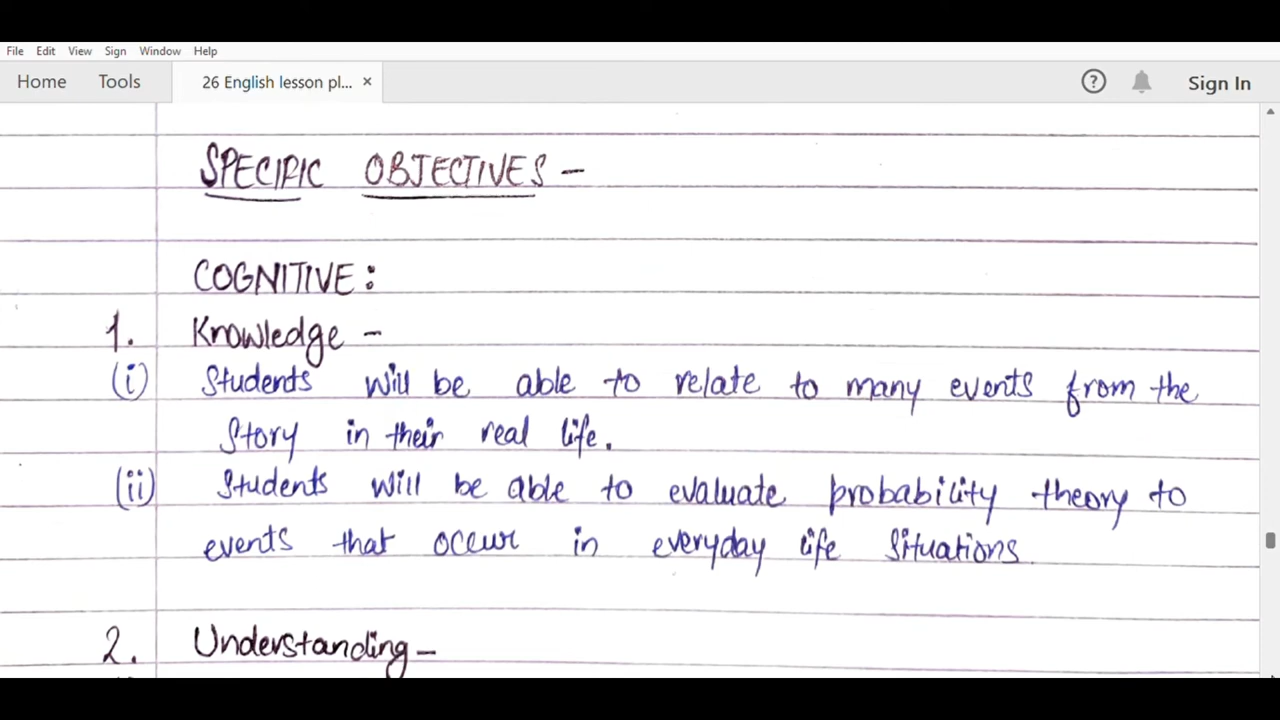 File Edit View Sign Window Help
Home Tools 26 English lesson pl... × ? Sign In
SPECIFIC OBJECTIVES -
COGNITIVE:
1. Knowledge -
(i) Students will be able to relate to many events from the
story in their real life.
(ii) Students will be able to evaluate probability theory to
events that occur in everyday life situations.
2. Understanding -